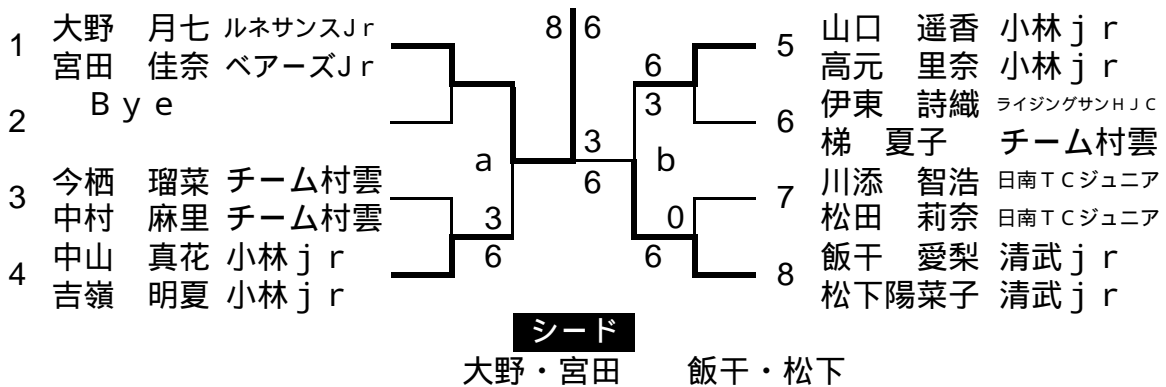 1 大野　月七 ルネサンスＪｒ
宮田　佳奈 ベアーズＪｒ
2 Ｂｙｅ
3 今栖　瑠菜 チーム村雲
中村　麻里 チーム村雲
4 中山　真花 小林ｊｒ
吉嶺　明夏 小林ｊｒ
a
3
6
8 6
3
6
b
6
3
0
6
5 山口　遥香 小林ｊｒ
高元　里奈 小林ｊｒ
6 伊東　詩織 ライジングサンＨＪＣ
梯　夏子 チーム村雲
7 川添　智浩 日南ＴＣジュニア
松田　莉奈 日南ＴＣジュニア
8 飯干　愛梨 清武ｊｒ
松下陽菜子 清武ｊｒ
シード
大野・宮田　飯干・松下